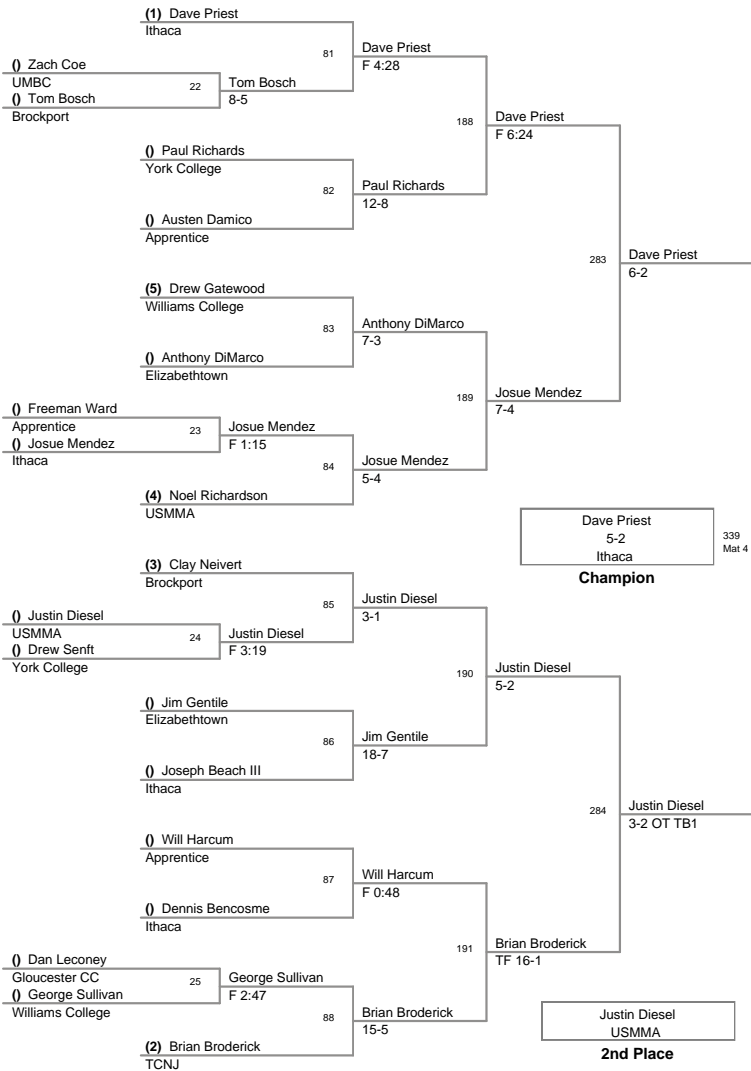 (1) Dave Priest
Ithaca
81
Dave Priest
F 4:28
() Zach Coe
UMBC
22
Tom Bosch
8-5
() Tom Bosch
Brockport
188
Dave Priest
F 6:24
() Paul Richards
York College
82
Paul Richards
12-8
() Austen Damico
Apprentice
283
Dave Priest
6-2
(5) Drew Gatewood
Williams College
83
Anthony DiMarco
7-3
() Anthony DiMarco
Elizabethtown
189
Josue Mendez
7-4
() Freeman Ward
Apprentice
23
Josue Mendez
F 1:15
() Josue Mendez
Ithaca
84
Josue Mendez
5-4
(4) Noel Richardson
USMMA
Dave Priest
5-2
Ithaca
339
Mat 4
Champion
(3) Clay Neivert
Brockport
85
Justin Diesel
3-1
() Justin Diesel
USMMA
24
Justin Diesel
F 3:19
() Drew Senft
York College
190
Justin Diesel
5-2
() Jim Gentile
Elizabethtown
86
Jim Gentile
18-7
() Joseph Beach III
Ithaca
284
Justin Diesel
3-2 OT TB1
() Will Harcum
Apprentice
87
Will Harcum
F 0:48
() Dennis Bencosme
Ithaca
191
Brian Broderick
TF 16-1
() Dan Leconey
Gloucester CC
25
George Sullivan
F 2:47
() George Sullivan
Williams College
88
Brian Broderick
15-5
(2) Brian Broderick
TCNJ
Justin Diesel
USMMA
2nd Place